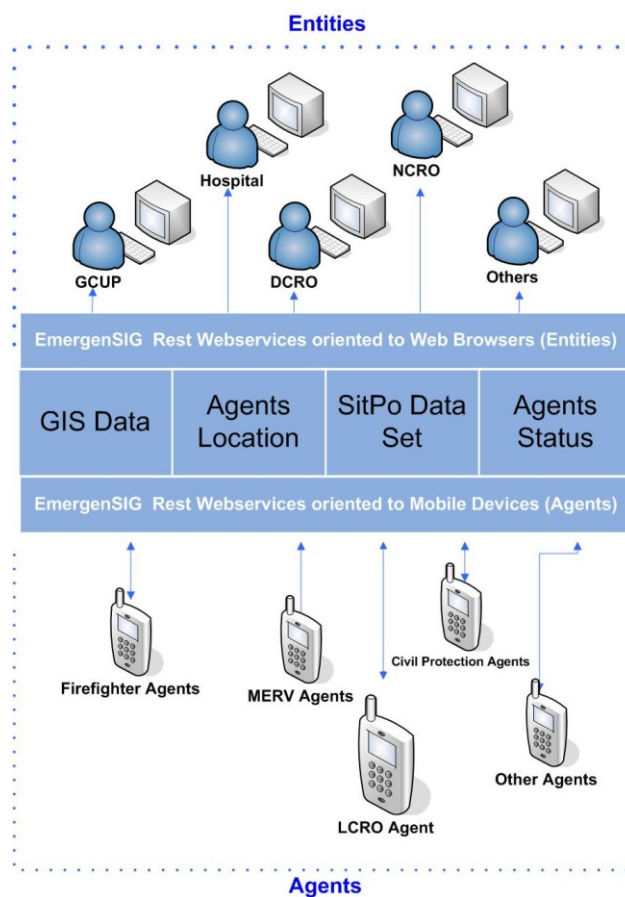 Entities
NCRO
Hospital
GCUP
DCRO
Others
EmergenSIG Rest Webservices oriented to Web Browsers (Entities)
GIS Data
Agents
Location
SitPo Data
Set
Agents
Status
EmergenSIG Rest Webservices oriented to Mobile Devices (Agents)
Civil Protection Agents
Firefighter Agents
MERV Agents
Other Agents
LCRO Agent
Agents